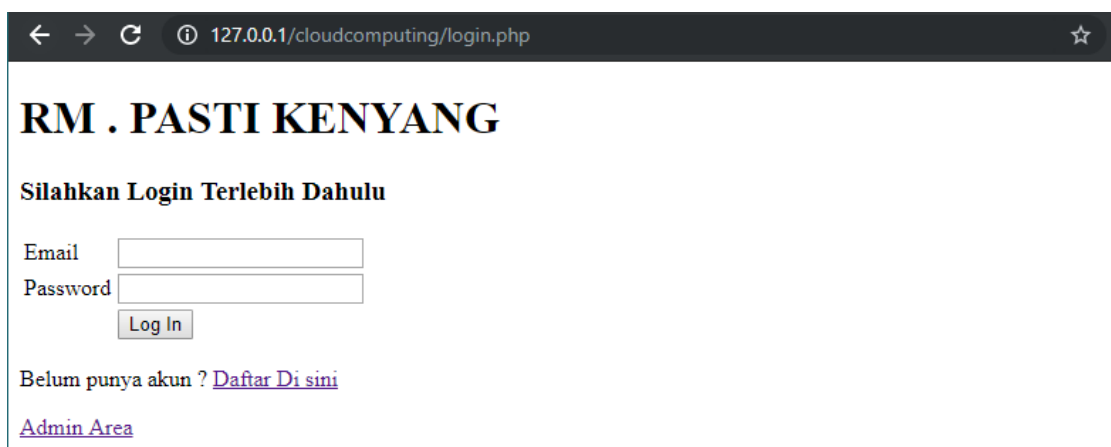 127.0.0.1/cloudcomputing/login.php
RM . PASTI KENYANG
Silahkan Login Terlebih Dahulu
Email
Password
Log In
Belum punya akun ? Daftar Di sini
Admin Area